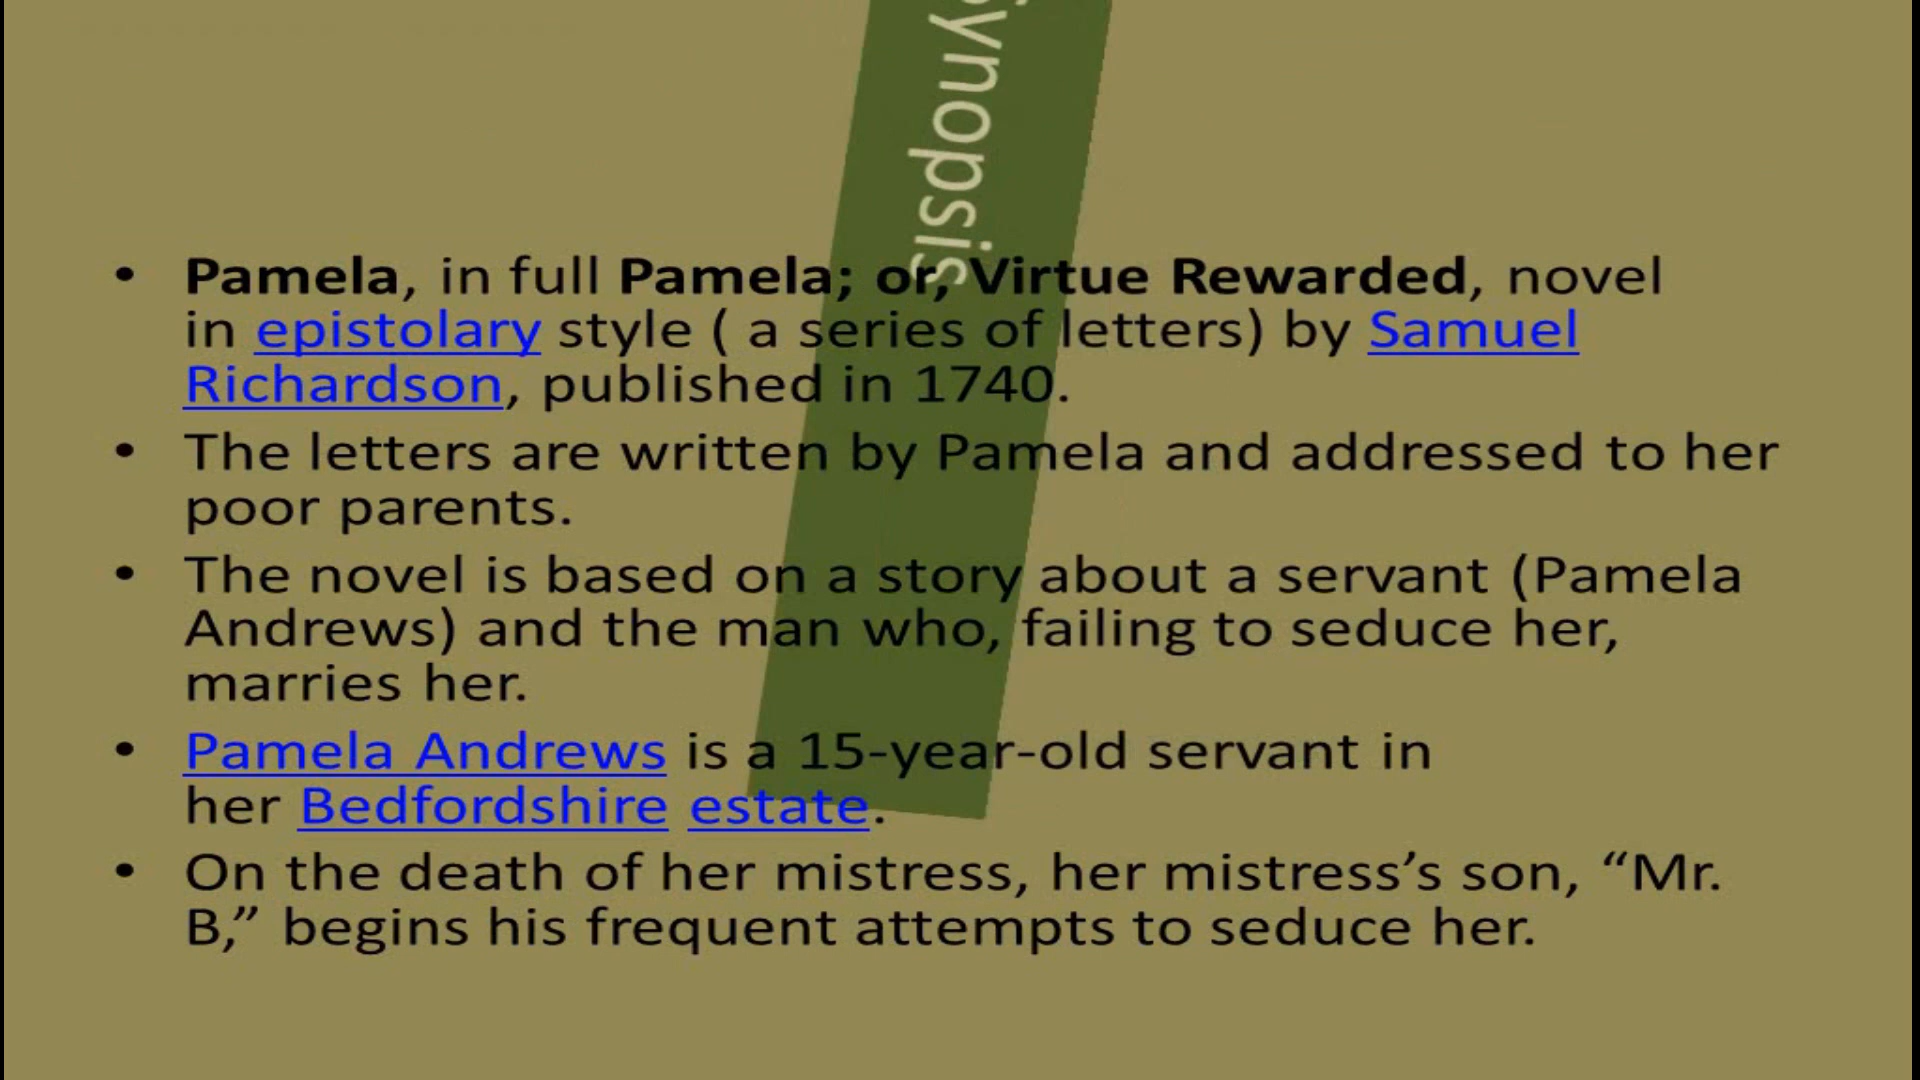 Synopsis
• Pamela, in full Pamela; or, Virtue Rewarded, novel
in epistolary style ( a series of letters) by Samuel
Richardson, published in 1740.
• The letters are written by Pamela and addressed to her
poor parents.
• The novel is based on a story about a servant (Pamela
Andrews) and the man who, failing to seduce her,
marries her.
• Pamela Andrews is a 15-year-old servant in
her Bedfordshire estate.
• On the death of her mistress, her mistress’s son, “Mr.
B,” begins his frequent attempts to seduce her.